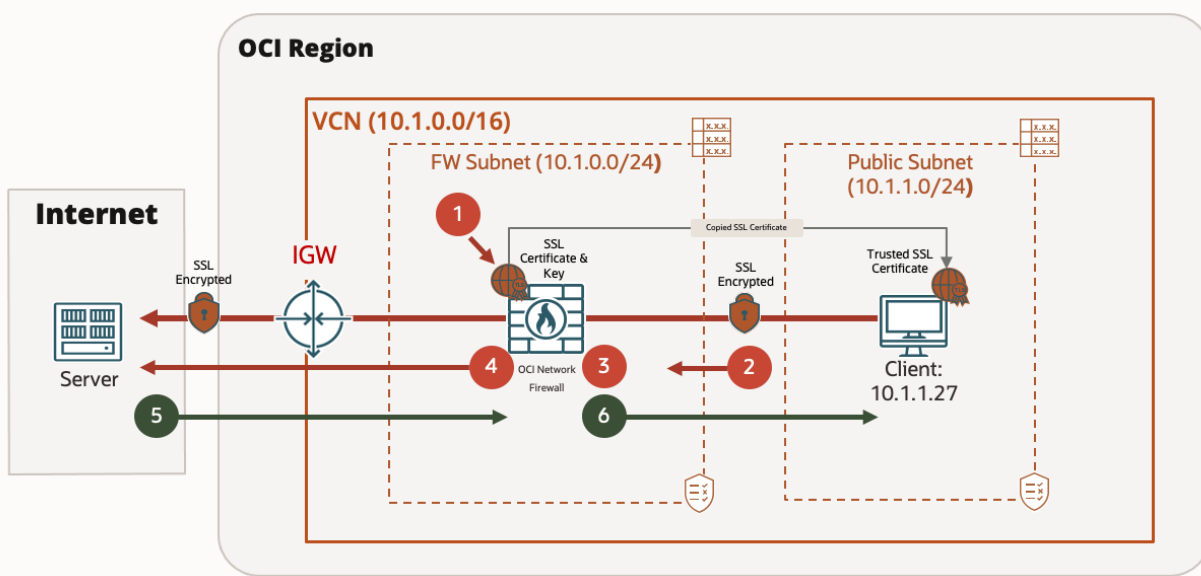 OCI Region
VCN (10.1.0.0/16)
FW Subnet (10.1.0.0/24)
Public Subnet
(10.1.1.0/24)
x.x.x.
x.x.x.
x.x.x.
x.x.x.
x.x.x.
x.x.x.
Internet
1
Copied SSL Certificate
SSL
Certificate &
Key
Trusted SSL
Certificate
IGW
SSL
Encrypted
SSL
Encrypted
Server
4
OCI Network
Firewall
3
2
Client:
10.1.1.27
5
6